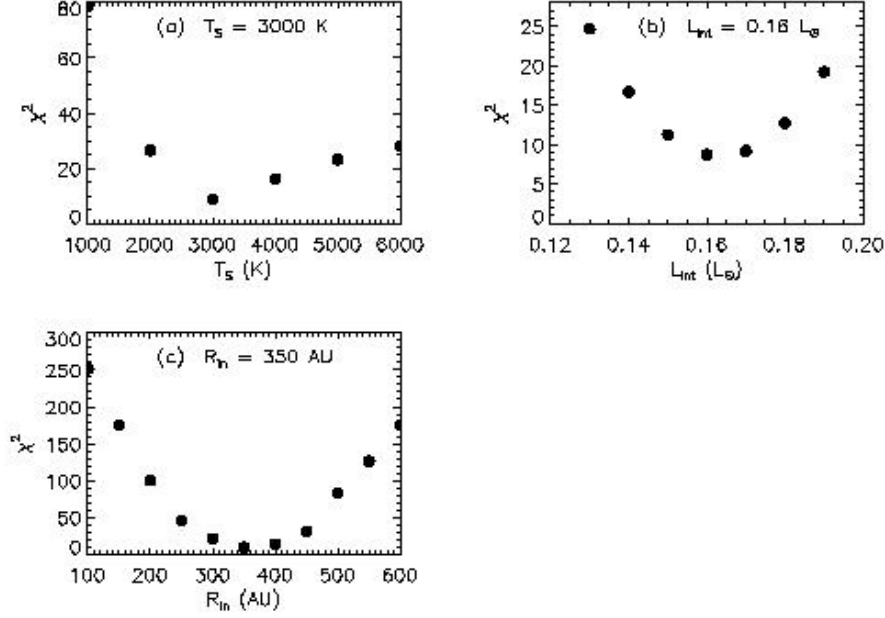 (a) T_s = 3000 K
χ²
80
60
40
20
0
1000 2000 3000 4000 5000 6000
T_s (K)
(b) L_int = 0.16 L_⊙
χ²
25
20
15
10
5
0
0.12 0.14 0.16 0.18 0.20
L_int (L_⊙)
(c) R_in = 350 AU
χ²
300
250
200
150
100
50
0
100 200 300 400 500 600
R_in (AU)